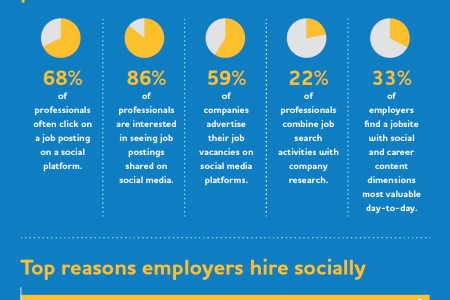 68%
of
professionals
often click on
a job posting
on a social
platform.
86%
of
professionals
are interested
in seeing job
postings
shared on
social media.
59%
of
companies
advertise
their job
vacancies on
social media
platforms.
22%
of
professionals
combine job
search
activities with
company
research.
33%
of
employers
find a jobsite
with social
and career
content
dimensions
most valuable
day-to-day.
Top reasons employers hire socially